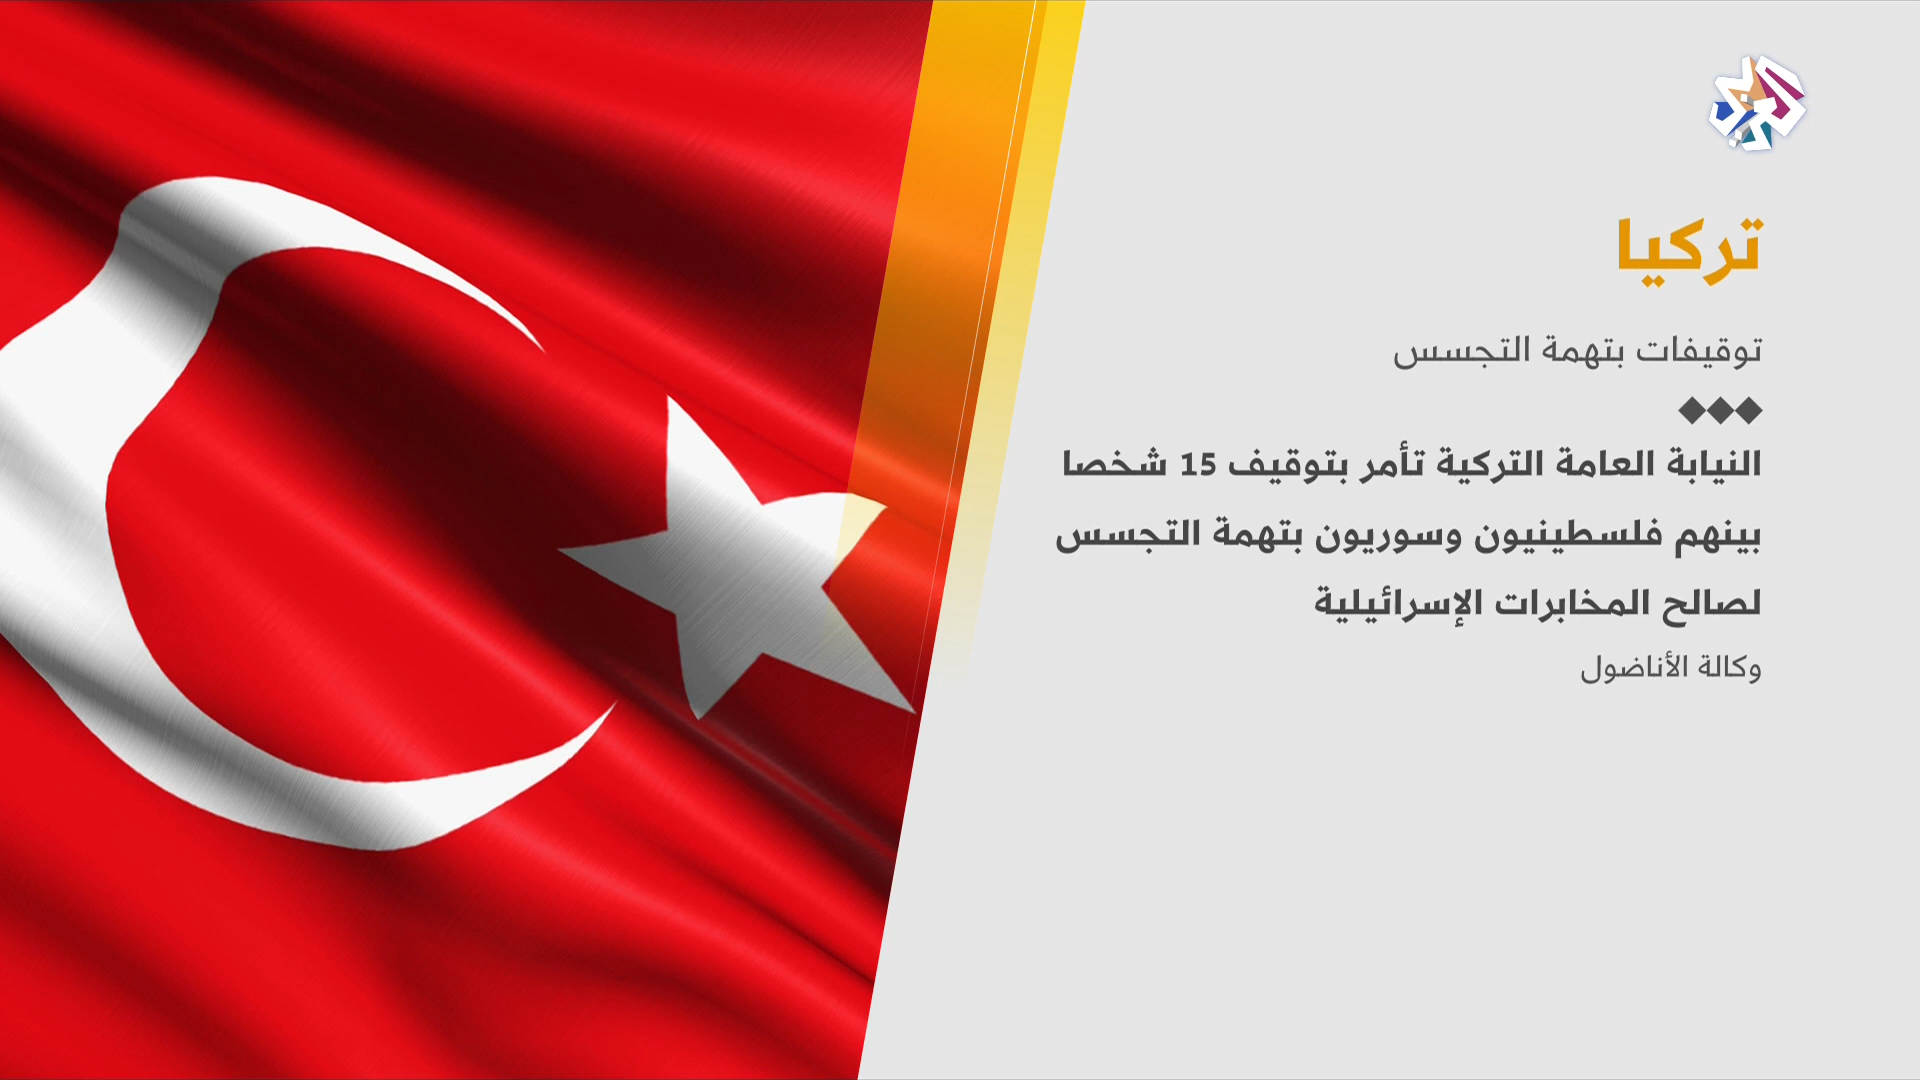 العربي
تركيا
توقيفات بتهمة التجسس
النيابة العامة التركية تأمر بتوقيف 15 شخصا
بينهم فلسطينيون وسوريون بتهمة التجسس
لصالح المخابرات الإسرائيلية
وكالة الأناضول